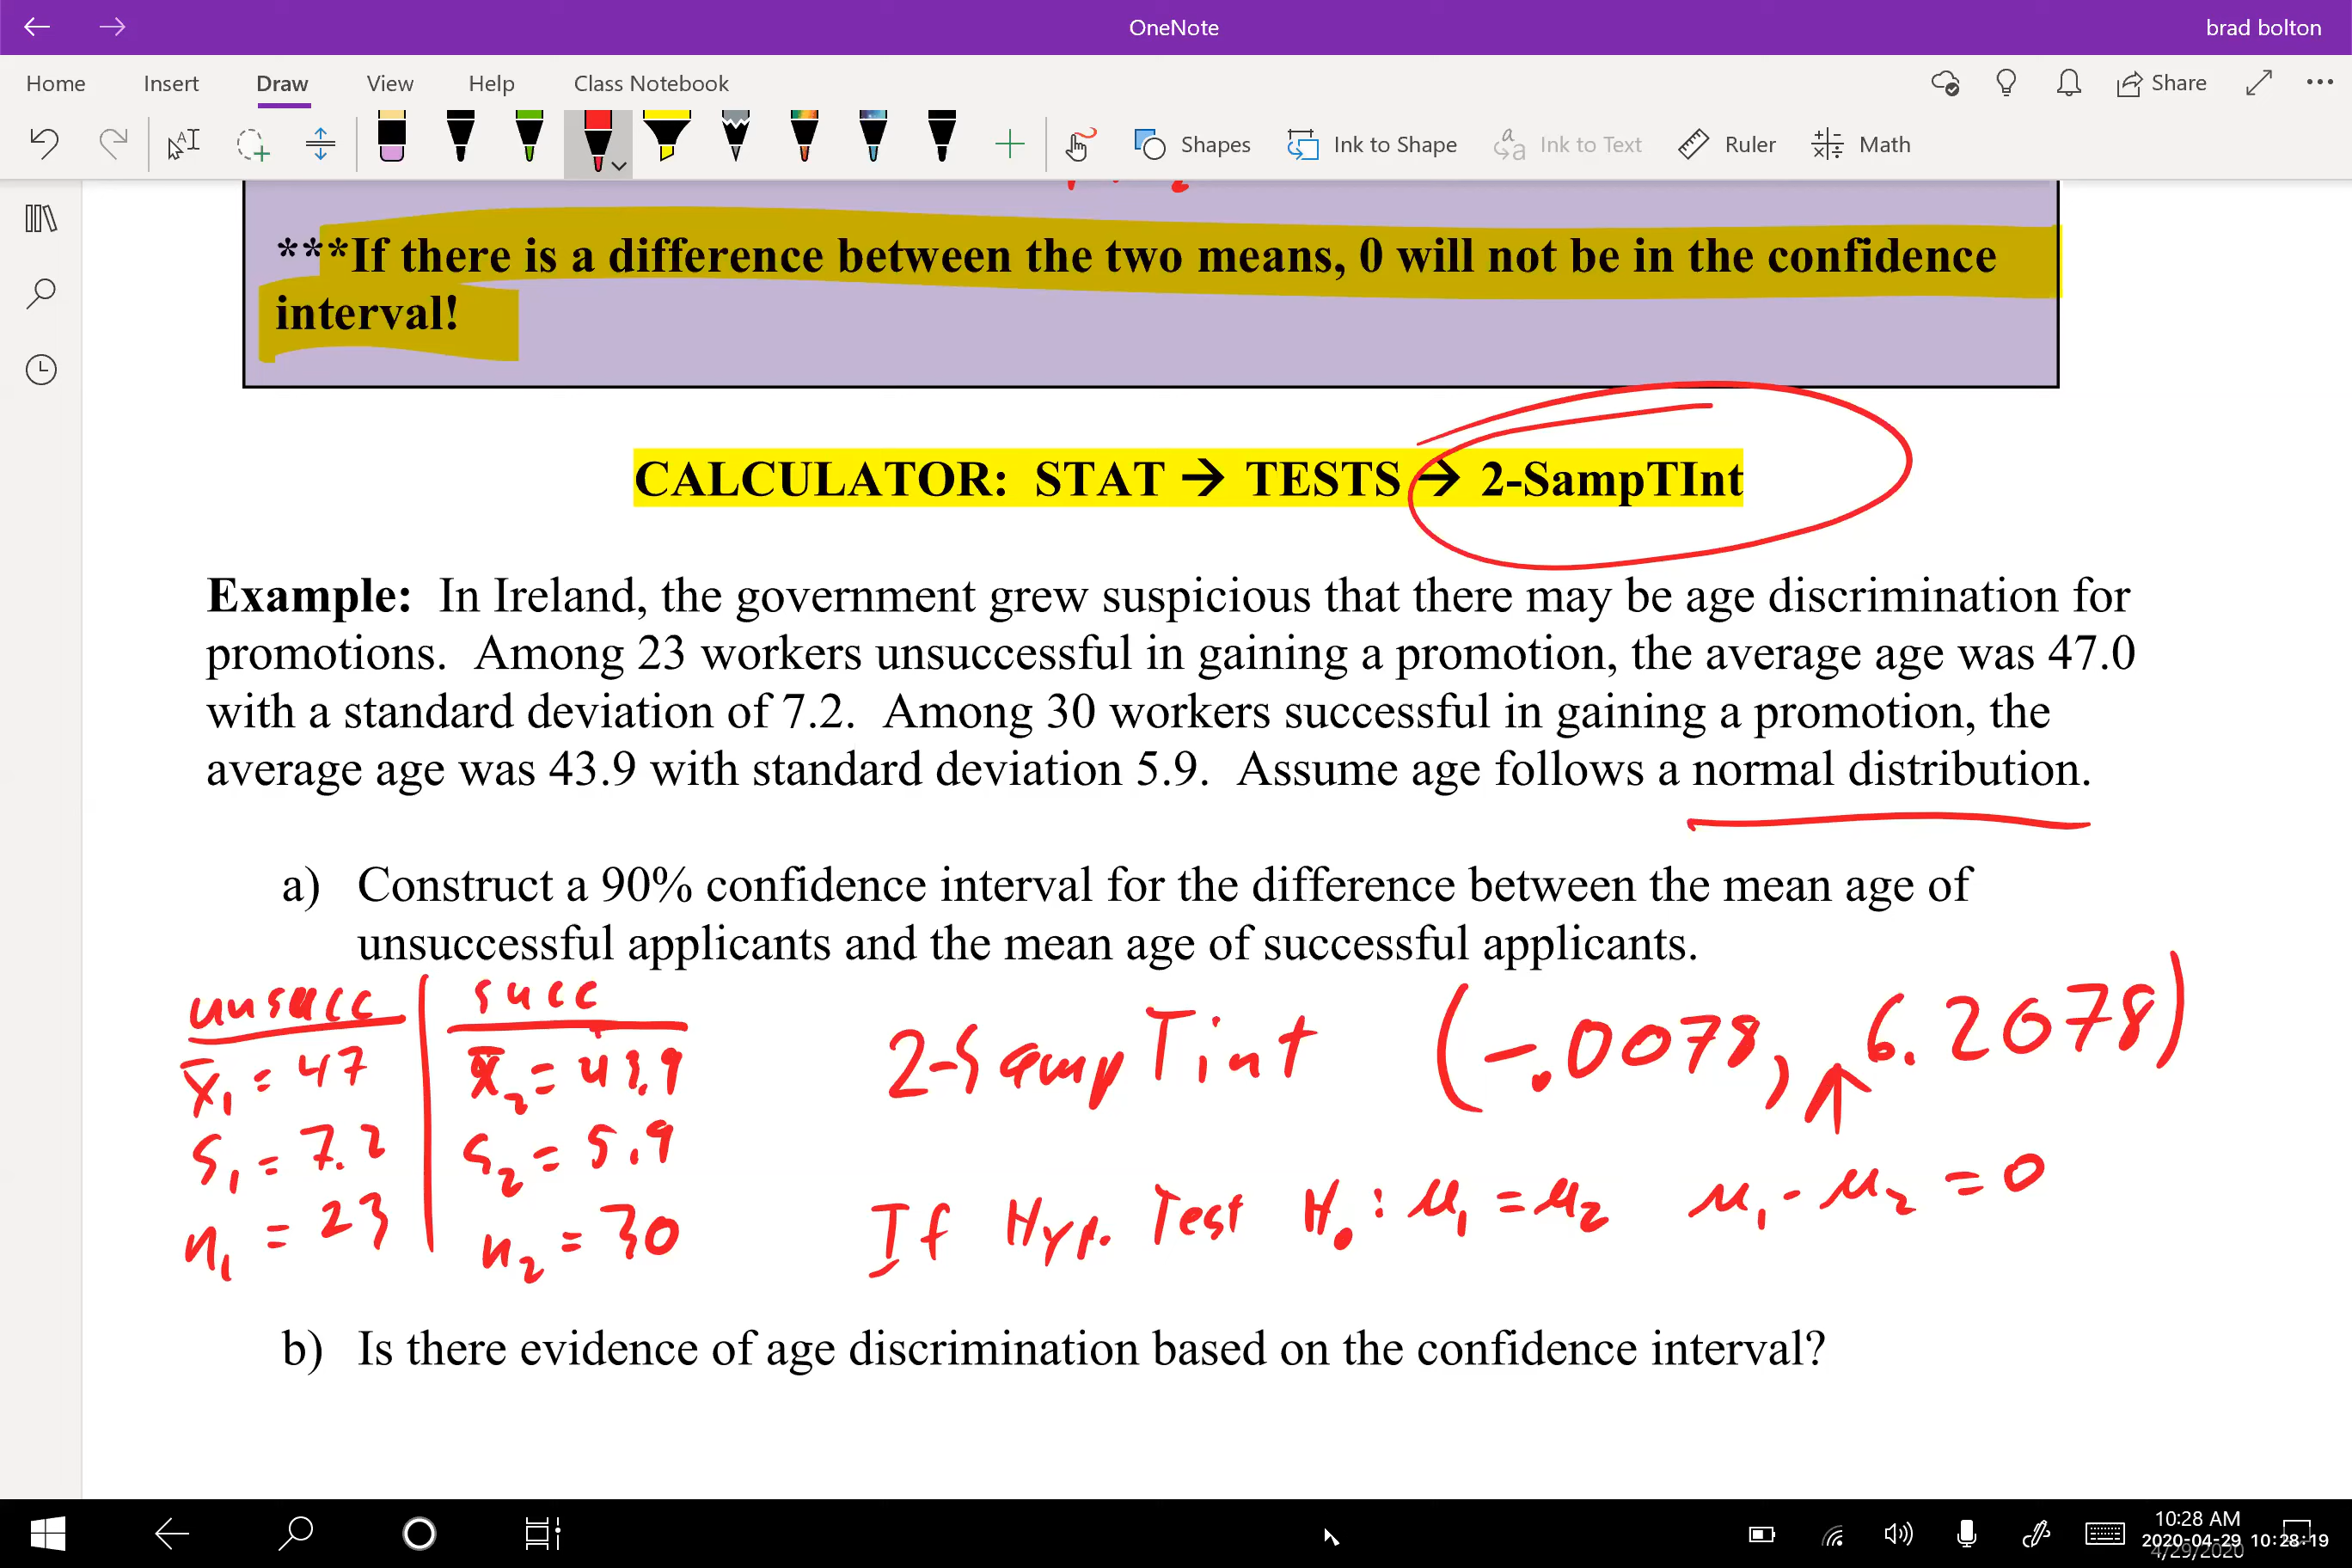 OneNote
brad bolton
Home Insert Draw View Help Class Notebook
Share
Shapes Ink to Shape Ink to Text Ruler Math
***If there is a difference between the two means, 0 will not be in the confidence
interval!
CALCULATOR: STAT → TESTS → 2-SampTInt
Example: In Ireland, the government grew suspicious that there may be age discrimination for
promotions. Among 23 workers unsuccessful in gaining a promotion, the average age was 47.0
with a standard deviation of 7.2. Among 30 workers successful in gaining a promotion, the
average age was 43.9 with standard deviation 5.9. Assume age follows a normal distribution.
a) Construct a 90% confidence interval for the difference between the mean age of
unsuccessful applicants and the mean age of successful applicants.
unsucc
x̄₁ = 47
s₁ = 7.2
n₁ = 23
succ
x̄₂ = 43.9
s₂ = 5.9
n₂ = 30
2-SampTint (-.0078, 6.2078)
If Hyp. Test H₀: μ₁ = μ₂ μ₁ - μ₂ = 0
b) Is there evidence of age discrimination based on the confidence interval?
10:28 AM
2020-04-29 10:28:19
4/29/2020